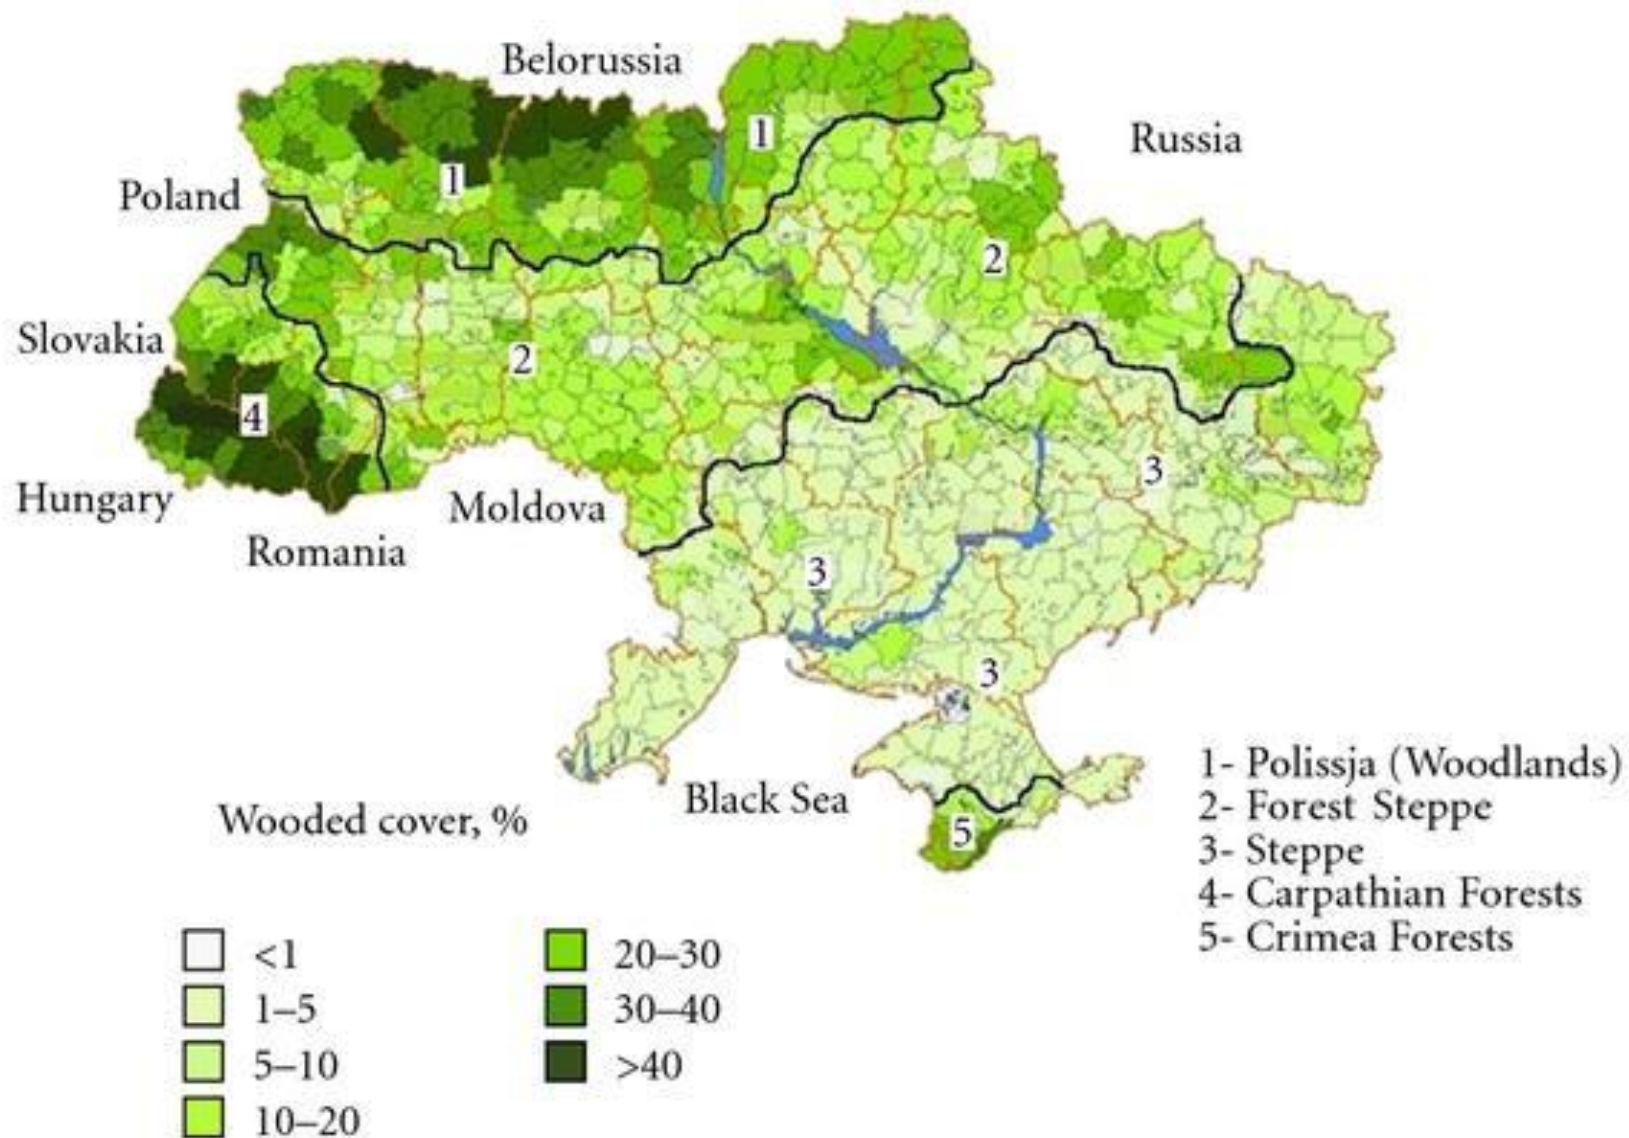 Belorussia
Russia
1
1
Poland
2
Slovakia
2
4
3
Hungary
Moldova
Romania
3
3
Black Sea
5
Wooded cover, %
1- Polissja (Woodlands)
2- Forest Steppe
3- Steppe
4- Carpathian Forests
5- Crimea Forests
<1
1–5
5–10
10–20
20–30
30–40
>40